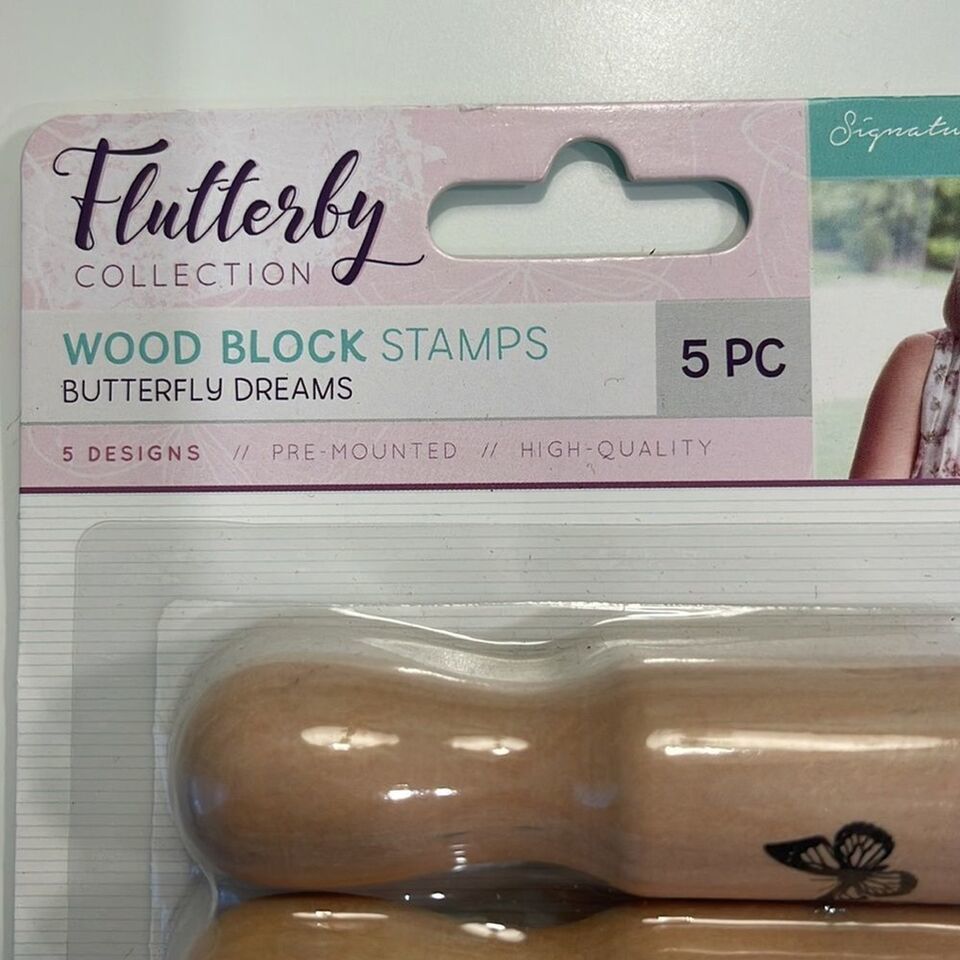 Flutterby
COLLECTION
WOOD BLOCK STAMPS
5 PC
BUTTERFLY DREAMS
5 DESIGNS // PRE-MOUNTED // HIGH-QUALITY